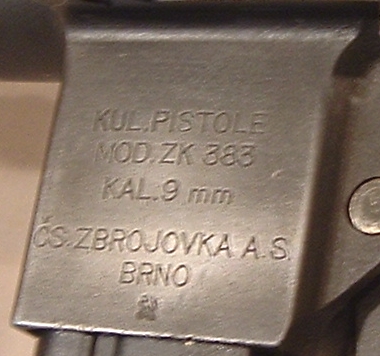 KUL.PISTOLE
MOD.ZK 383
KAL.9 mm
ČS.ZBROJOVKA A.S.
BRNO